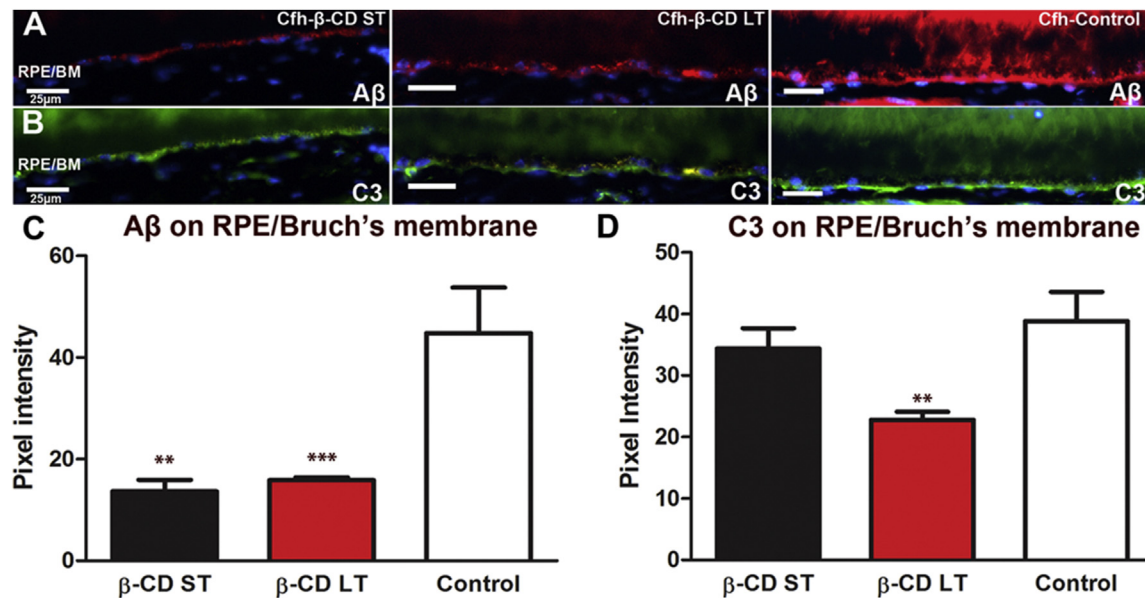 A
Cfh-β-CD ST
Cfh-β-CD LT
Cfh-Control
RPE/BM
25µm
Aβ
Aβ
Aβ
B
RPE/BM
25µm
C3
C3
C3
C
Aβ on RPE/Bruch's membrane
Pixel intensity
60
40
20
0
**
***
β-CD ST
β-CD LT
Control
D
C3 on RPE/Bruch's membrane
Pixel Intensity
50
40
30
20
10
0
**
β-CD ST
β-CD LT
Control